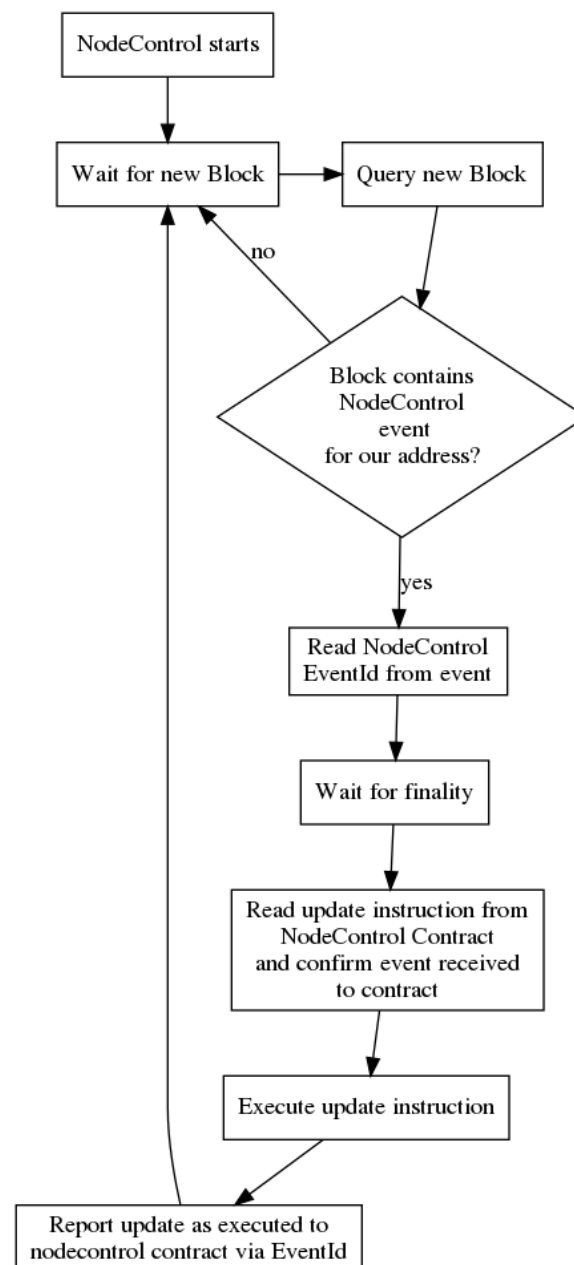 NodeControl starts
Wait for new Block
Query new Block
no
Block contains
NodeControl
event
for our address?
yes
Read NodeControl
EventId from event
Wait for finality
Read update instruction from
NodeControl Contract
and confirm event received
to contract
Execute update instruction
Report update as executed to
nodecontrol contract via EventId